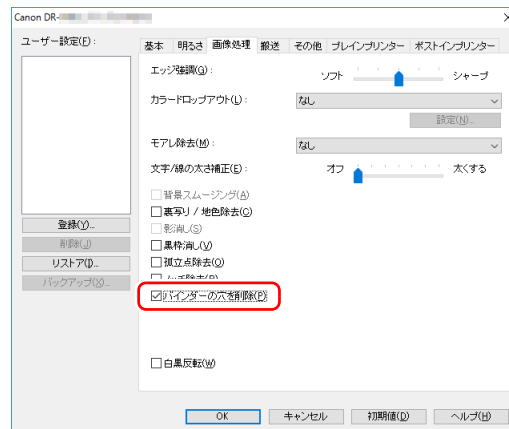 Canon DR-
ユーザー設定(F):
基本 明るさ 画像処理 搬送 その他 プレインプリンター ポストインプリンター
エッジ強調(G):
ソフト シャープ
カラードロップアウト(L):
なし
設定(N)...
モアレ除去(M):
なし
文字/線の太さ補正(E):
オフ 太くする
背景スムージング(A)
裏写り / 地色除去(C)
影消し(S)
黒枠消し(V)
孤立点除去(O)
バインダーの穴を削除(P)
白黒反転(W)
登録(Y)...
削除(J)
リストア(I)...
バックアップ(X)...
OK キャンセル 初期値(D) ヘルプ(H)